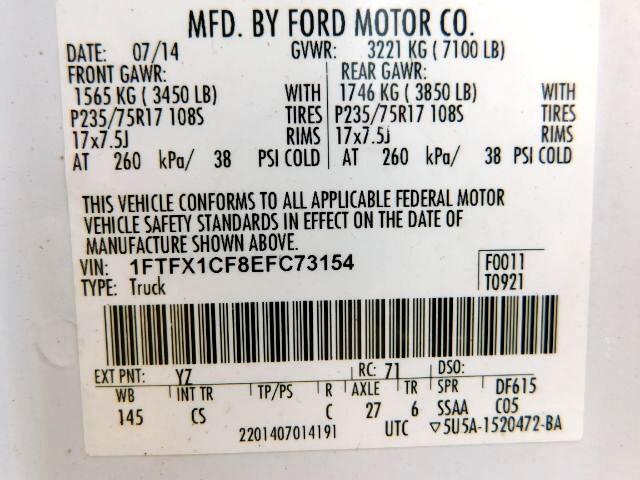 MFD. BY FORD MOTOR CO.
DATE: 07/14 GVWR: 3221 KG ( 7100 LB)
FRONT GAWR: REAR GAWR:
1565 KG ( 3450 LB) WITH 1746 KG ( 3850 LB) WITH
P235/75R17 108S TIRES P235/75R17 108S TIRES
17x7.5J RIMS 17x7.5J RIMS
AT 260 kPa/ 38 PSI COLD AT 260 kPa/ 38 PSI COLD
THIS VEHICLE CONFORMS TO ALL APPLICABLE FEDERAL MOTOR
VEHICLE SAFETY STANDARDS IN EFFECT ON THE DATE OF
MANUFACTURE SHOWN ABOVE.
VIN: 1FTFX1CF8EFC73154 F0011
TYPE: Truck T0921
EXT PNT: YZ RC: 71 DSO:
WB INT TR TP/PS R AXLE TR SPR DF615
145 CS C 27 6 SSAA C05
2201407014191 UTC ▽5U5A-1520472-BA